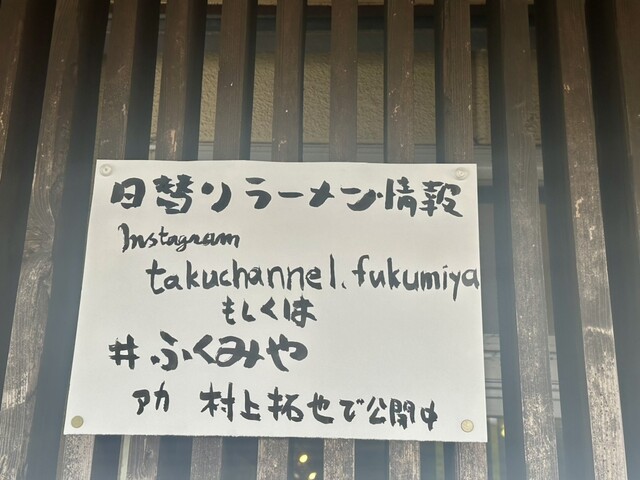 日替りラーメン情報
Instagram
takuchannel.fukumiya
もしくは
#ふくみや
アカ 村上拓也で公開中